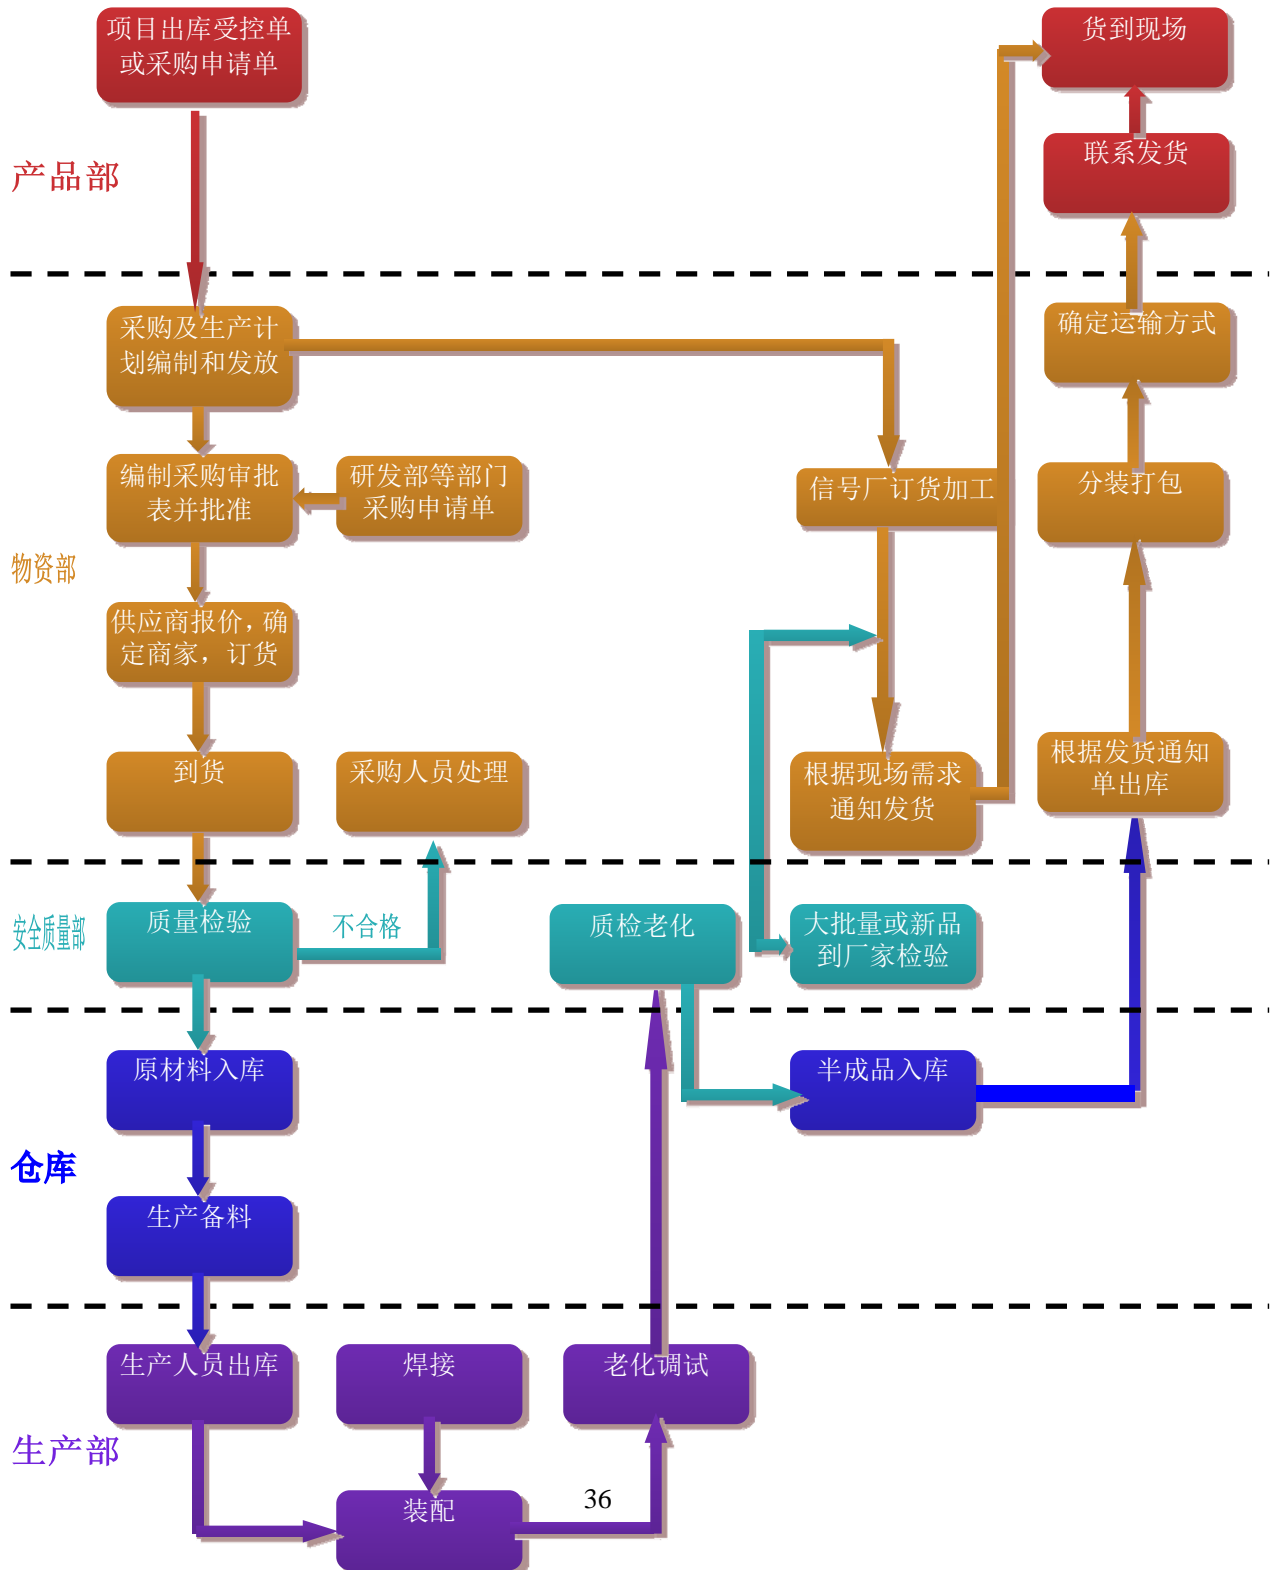 项目出库受控单
或采购申请单
货到现场
联系发货
产品部
采购及生产计
划编制和发放
确定运输方式
编制采购审批
表并批准
研发部等部门
采购申请单
信号厂订货加工
分装打包
物资部
供应商报价，确
定商家，订货
到货
采购人员处理
根据现场需求
通知发货
根据发货通知
单出库
安全质量部
质量检验
不合格
质检老化
大批量或新品
到厂家检验
原材料入库
半成品入库
仓库
生产备料
生产人员出库
焊接
老化调试
生产部
装配
36